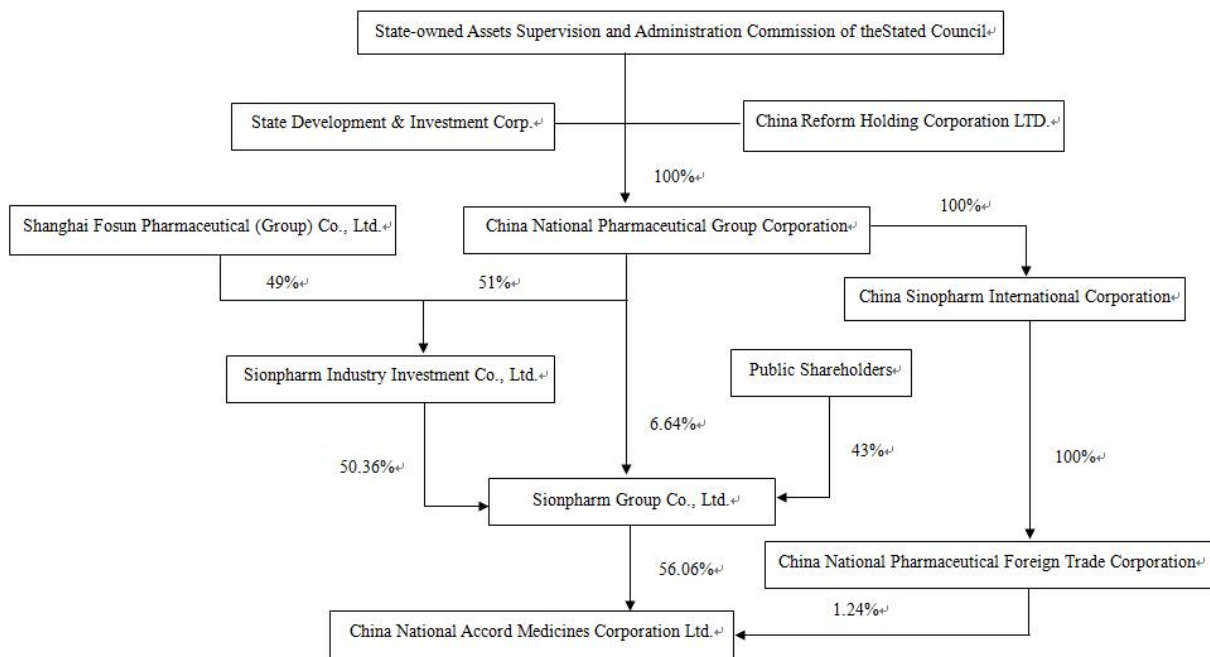 State-owned Assets Supervision and Administration Commission of theStated Council↵
State Development & Investment Corp.↵
China Reform Holding Corporation LTD.↵
100%↵
Shanghai Fosun Pharmaceutical (Group) Co., Ltd.↵
China National Pharmaceutical Group Corporation↵
100%↵
49%↵
51%↵
China Sinopharm International Corporation↵
Sionpharm Industry Investment Co., Ltd.↵
Public Shareholders↵
6.64%↵
43%↵
50.36%↵
100%↵
Sionpharm Group Co., Ltd.↵
China National Pharmaceutical Foreign Trade Corporation↵
56.06%↵
1.24%↵
China National Accord Medicines Corporation Ltd.↵